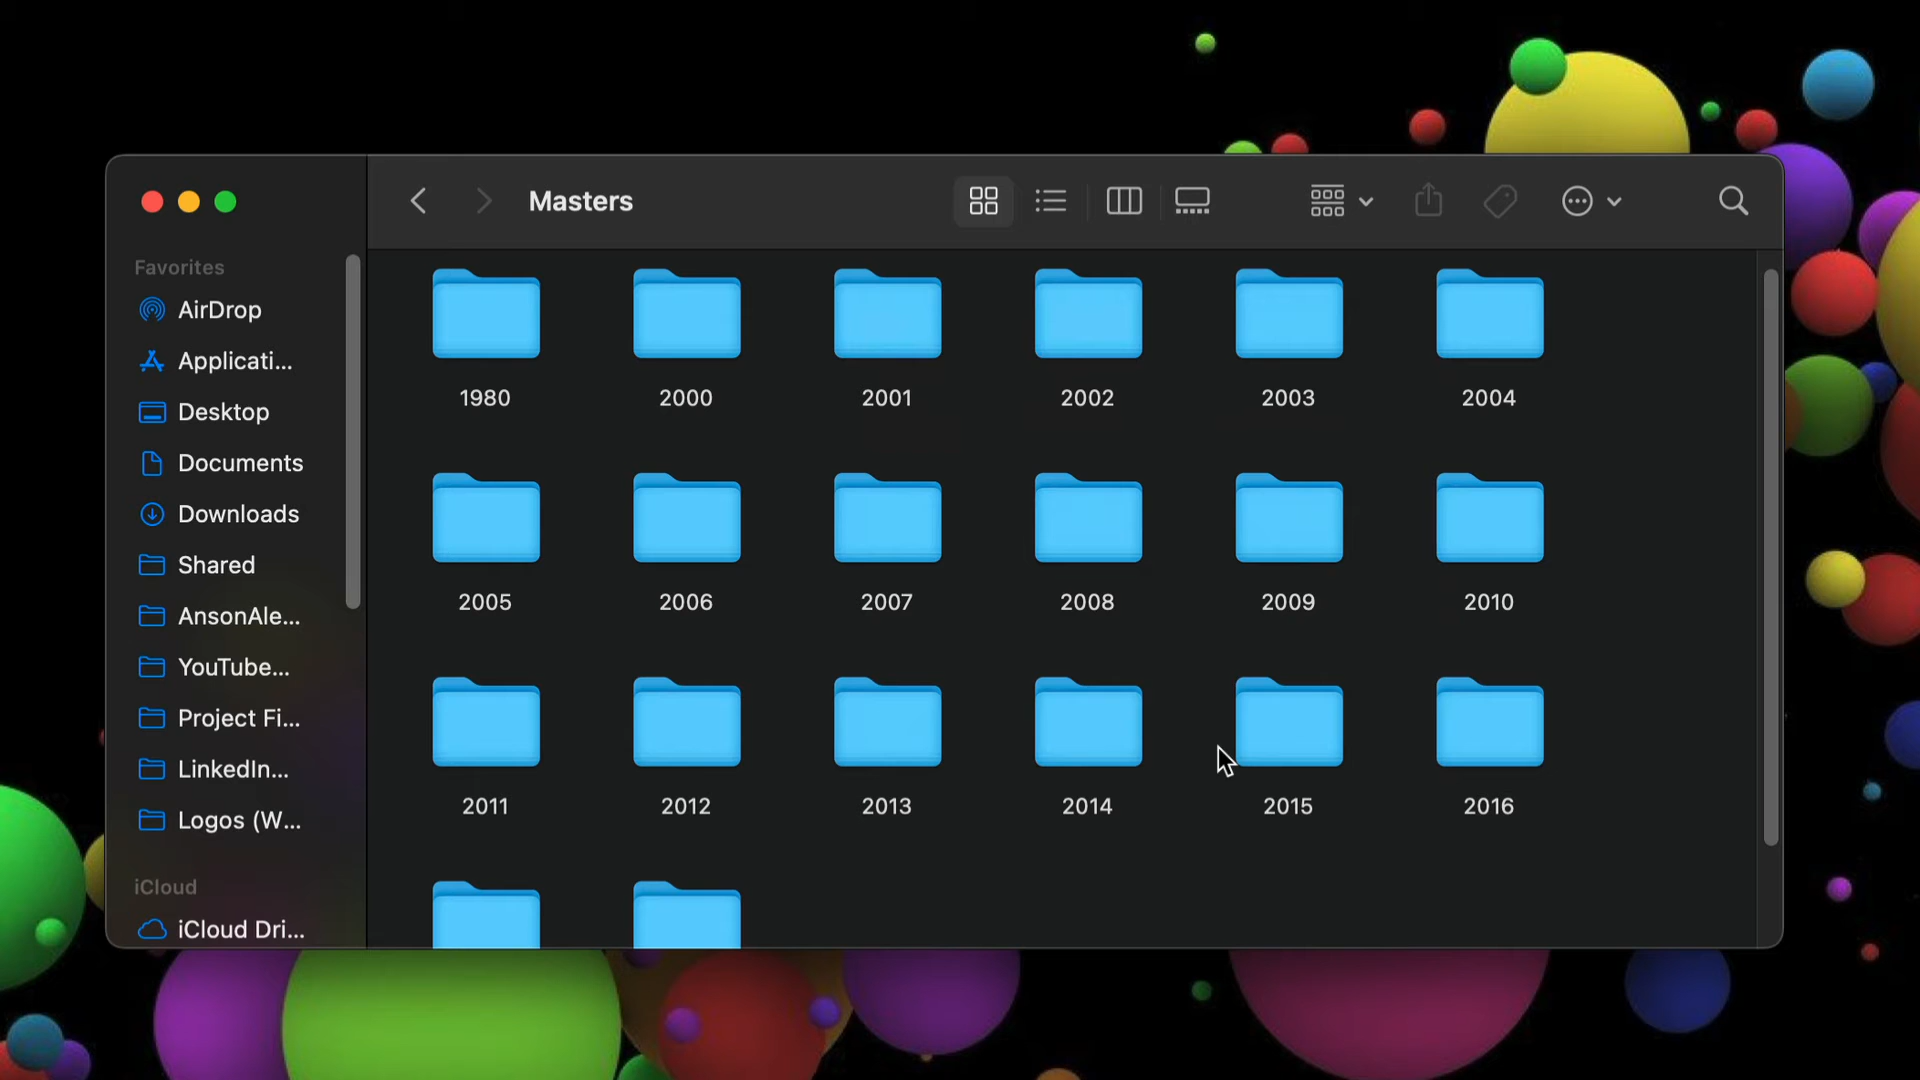 Masters
Favorites
AirDrop
Applicati...
Desktop
Documents
Downloads
Shared
AnsonAle...
YouTube...
Project Fi...
LinkedIn...
Logos (W...
iCloud
iCloud Dri...
1980
2000
2001
2002
2003
2004
2005
2006
2007
2008
2009
2010
2011
2012
2013
2014
2015
2016